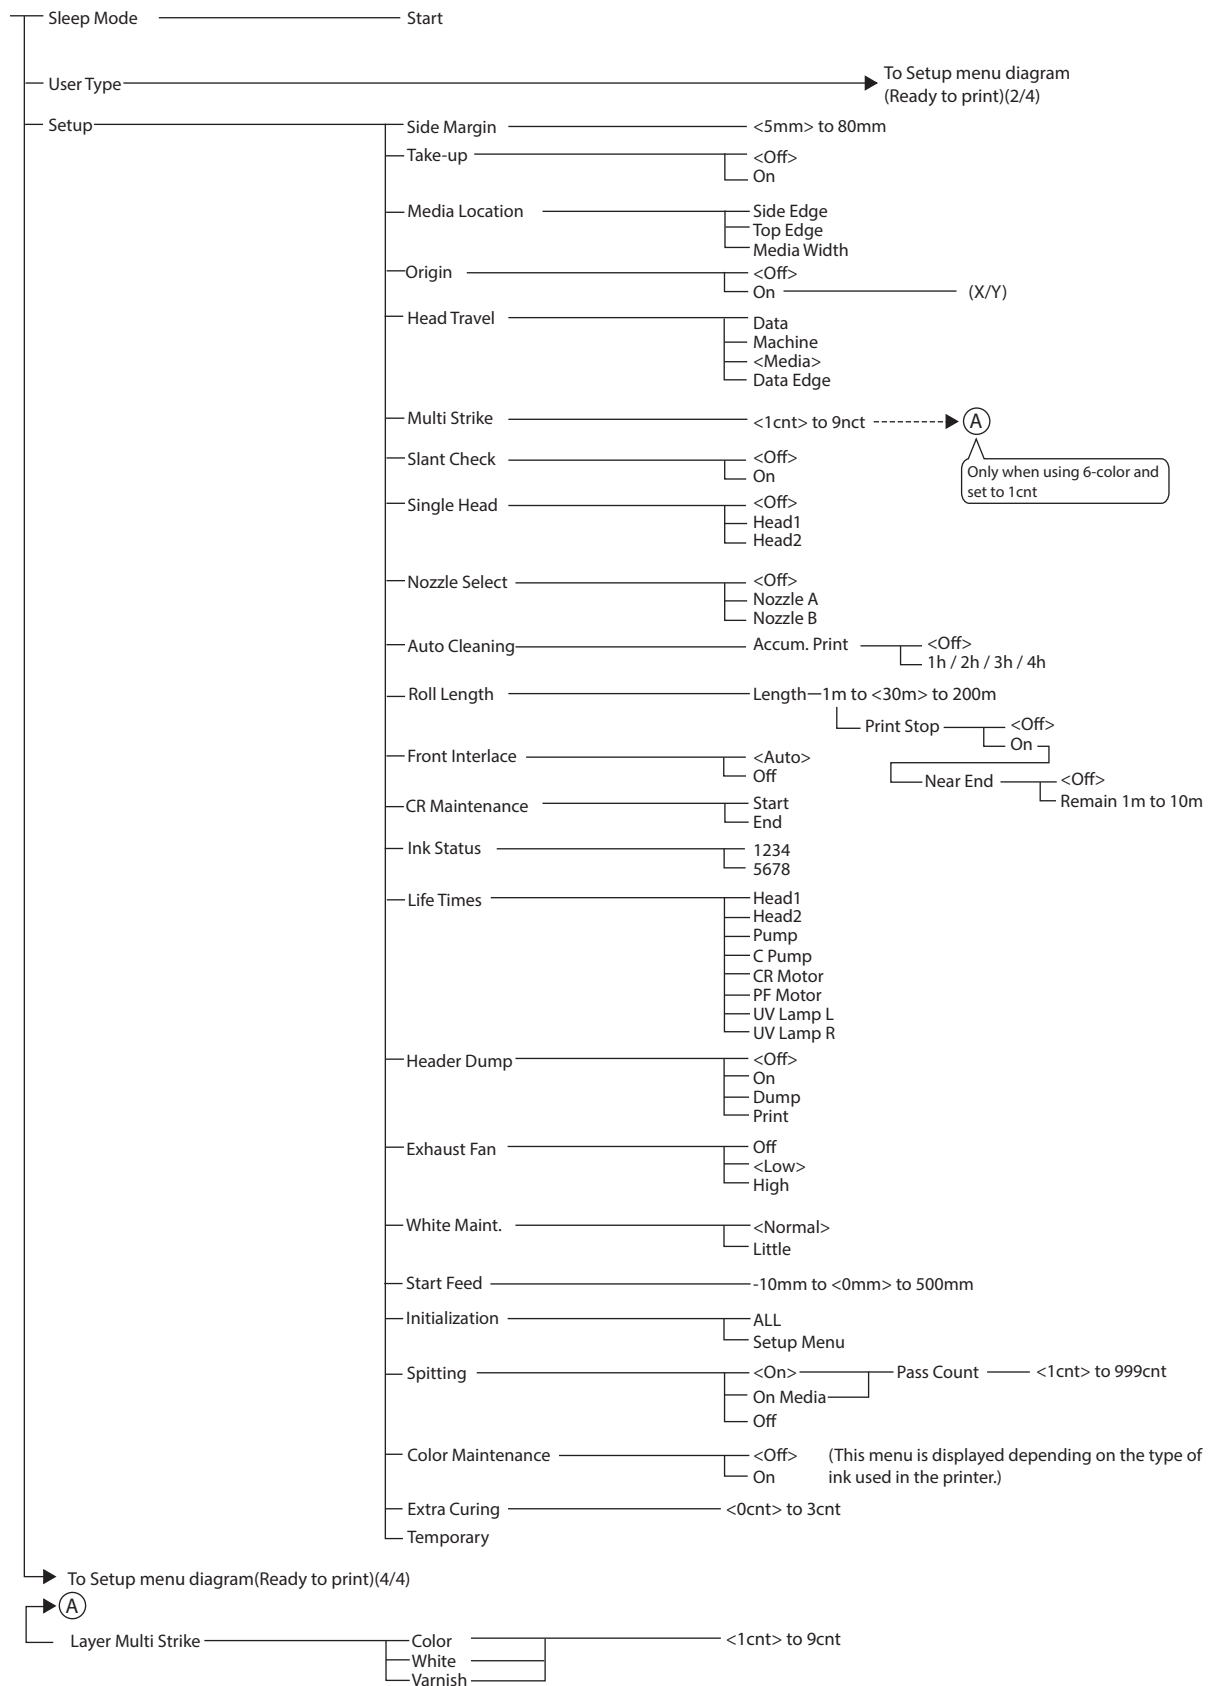 Sleep Mode Start
User Type To Setup menu diagram
(Ready to print)(2/4)
Setup Side Margin <5mm> to 80mm
Take-up <Off>
On
Media Location Side Edge
Top Edge
Media Width
Origin <Off>
On (X/Y)
Head Travel Data
Machine
<Media>
Data Edge
Multi Strike <1cnt> to 9nct A
Only when using 6-color and
set to 1cnt
Slant Check <Off>
On
Single Head <Off>
Head1
Head2
Nozzle Select <Off>
Nozzle A
Nozzle B
Auto Cleaning Accum. Print <Off>
1h / 2h / 3h / 4h
Roll Length Length 1m to <30m> to 200m
Print Stop <Off>
On
Near End <Off>
Remain 1m to 10m
Front Interlace <Auto>
Off
CR Maintenance Start
End
Ink Status 1234
5678
Life Times Head1
Head2
Pump
C Pump
CR Motor
PF Motor
UV Lamp L
UV Lamp R
Header Dump <Off>
On
Dump
Print
Exhaust Fan Off
<Low>
High
White Maint. <Normal>
Little
Start Feed -10mm to <0mm> to 500mm
Initialization ALL
Setup Menu
Spitting <On> Pass Count <1cnt> to 999cnt
On Media
Off
Color Maintenance <Off> (This menu is displayed depending on the type of
On ink used in the printer.)
Extra Curing <0cnt> to 3cnt
Temporary
To Setup menu diagram(Ready to print)(4/4)
A
Layer Multi Strike Color <1cnt> to 9cnt
White
Varnish